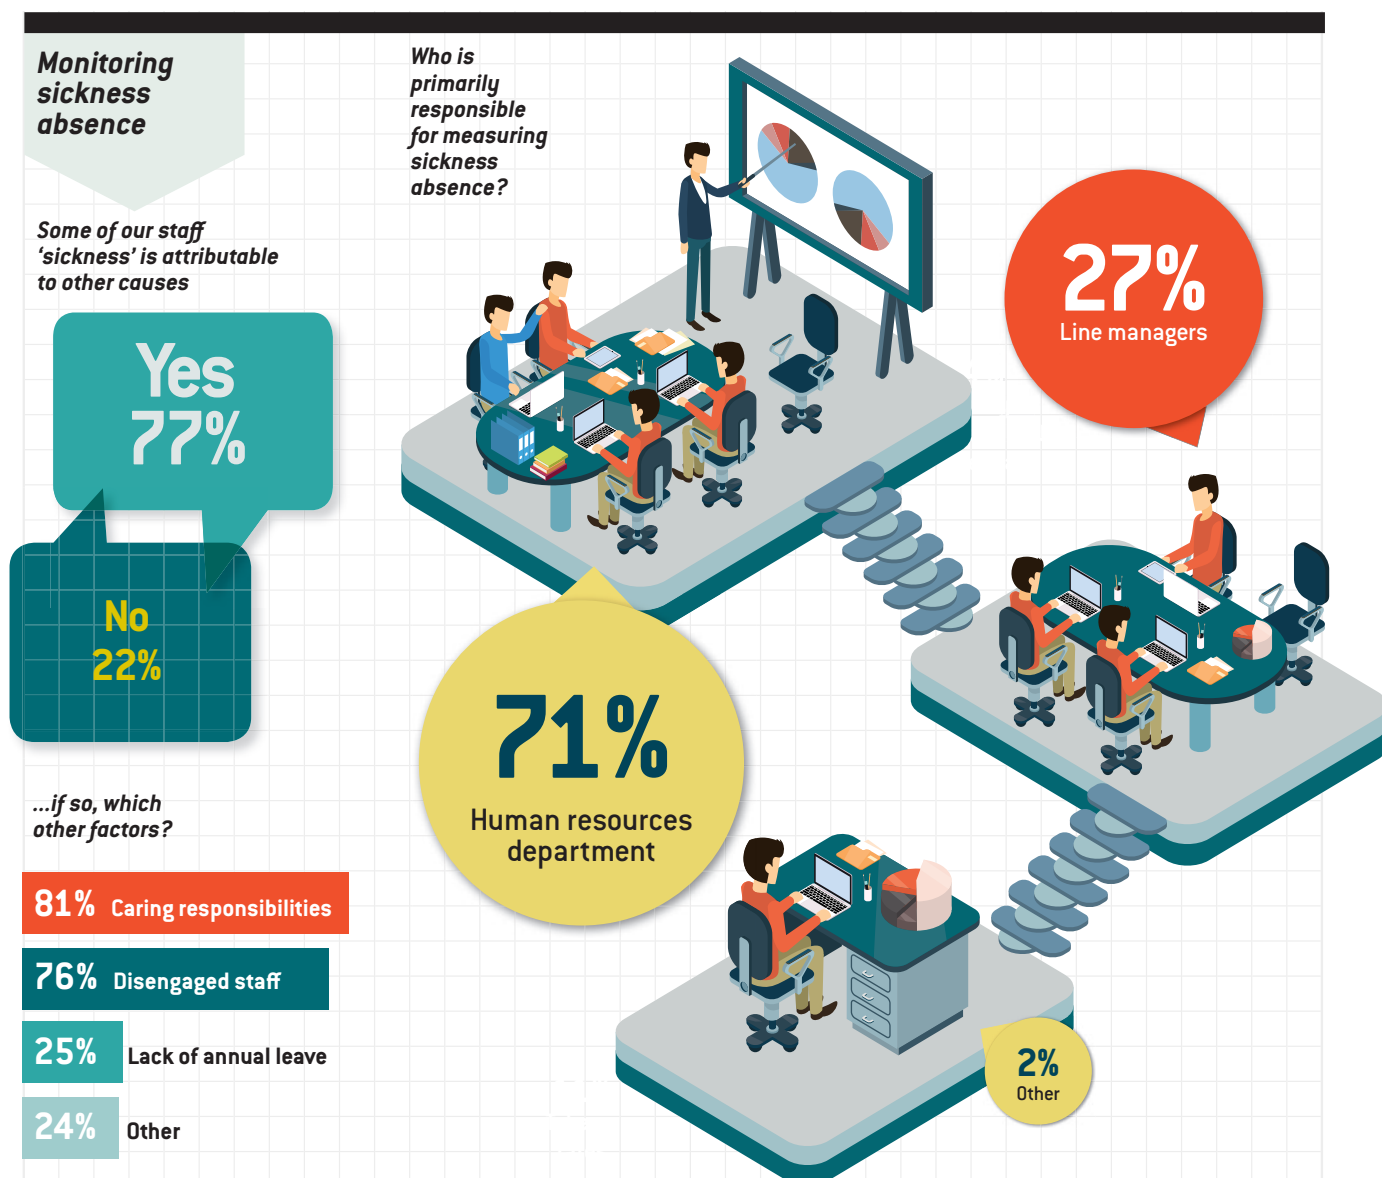 Monitoring
sickness
absence
Some of our staff
‘sickness’ is attributable
to other causes
Yes
77%
No
22%
...if so, which
other factors?
81% Caring responsibilities
76% Disengaged staff
25% Lack of annual leave
24% Other
Who is
primarily
responsible
for measuring
sickness
absence?
27%
Line managers
71%
Human resources
department
2%
Other